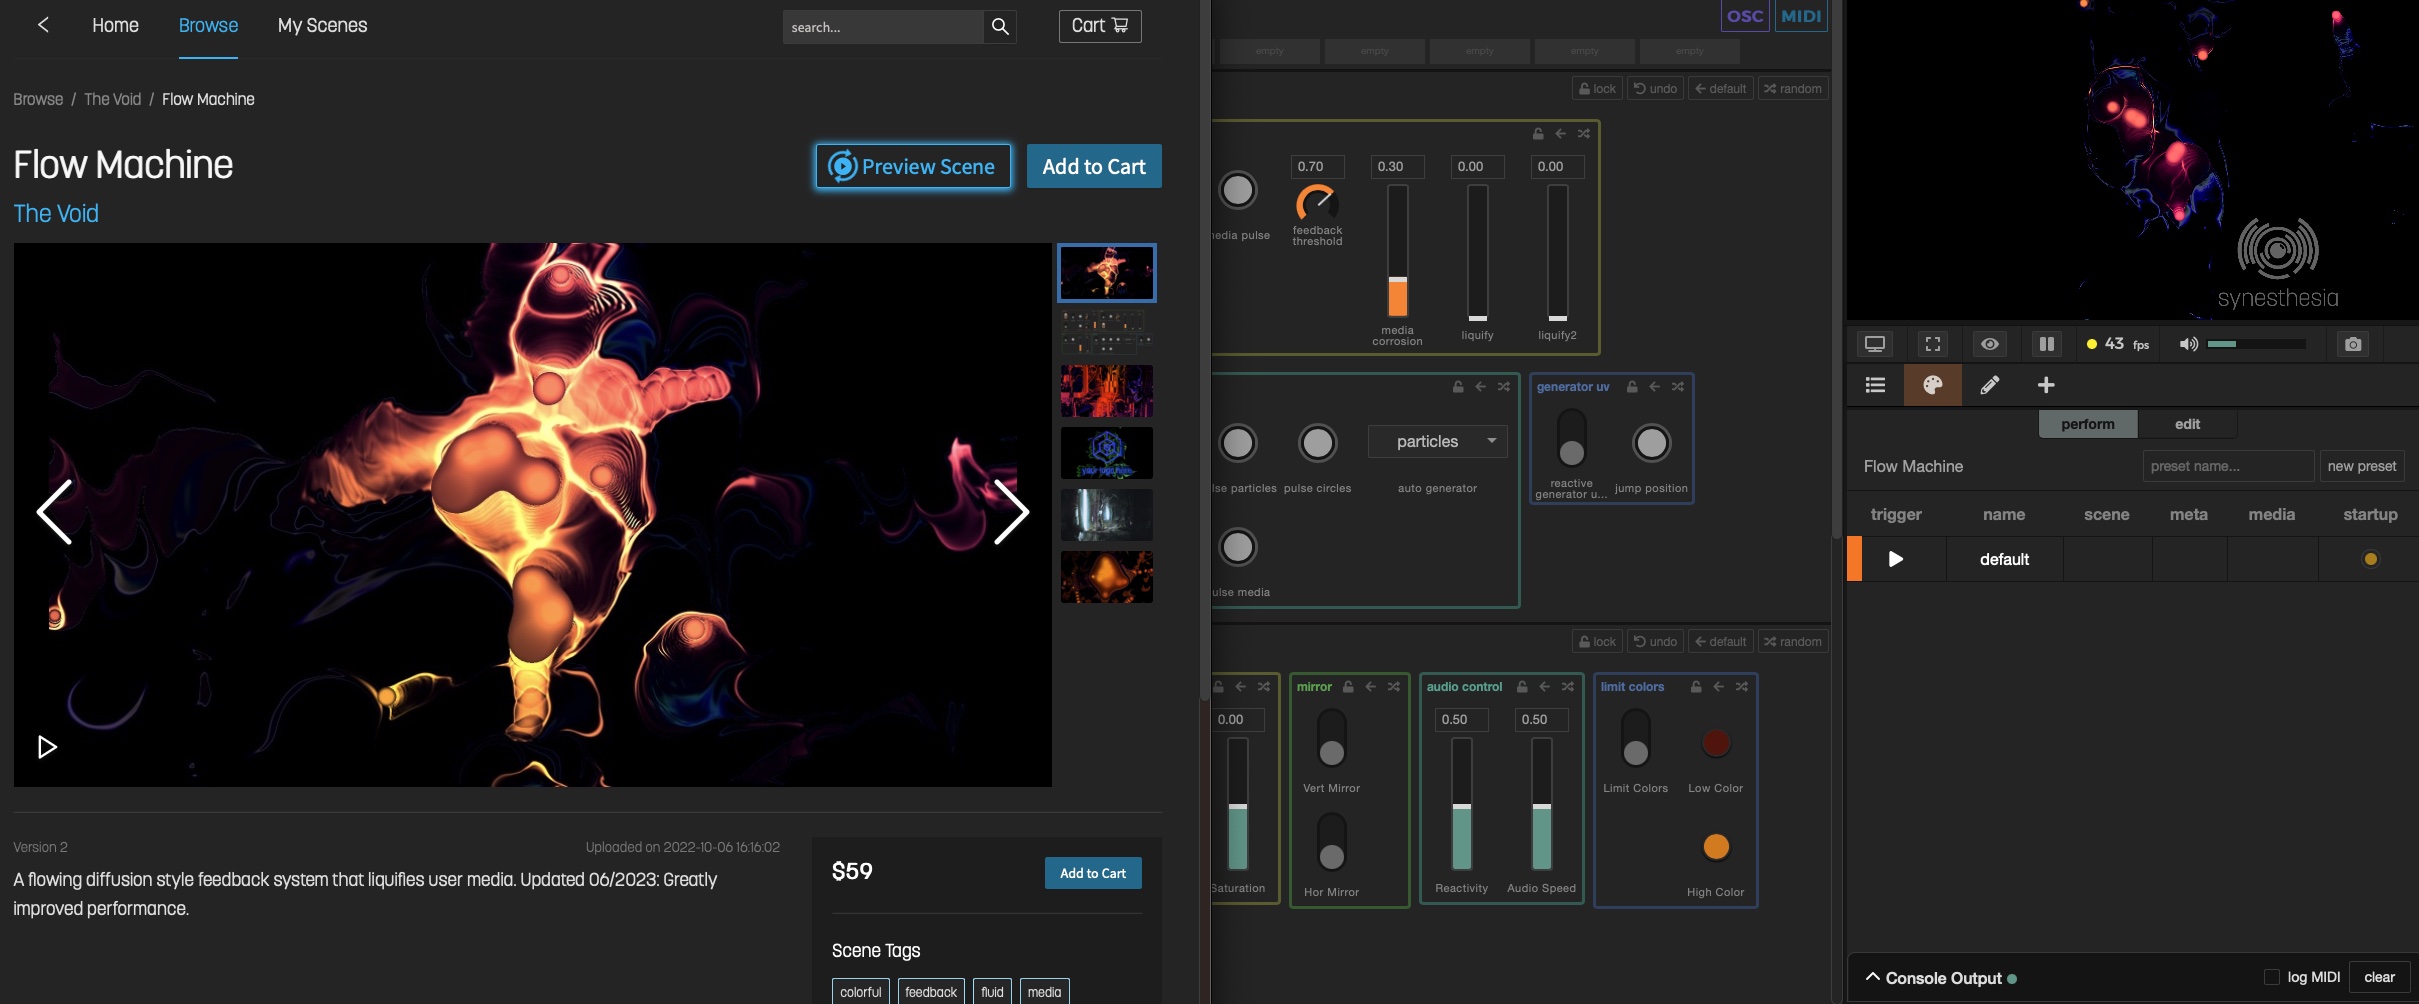 Home
Browse
My Scenes
search...
Cart
Browse / The Void / Flow Machine
Flow Machine
Preview Scene
Add to Cart
The Void
Version 2
Uploaded on 2022-10-06 16:16:02
A flowing diffusion style feedback system that liquifies user media. Updated 06/2023: Greatly
improved performance.
$59
Add to Cart
Scene Tags
colorful
feedback
fluid
media
OSC
MIDI
empty
empty
empty
empty
empty
lock
undo
default
random
0.70
0.30
0.00
0.00
edia pulse
feedback
threshold
media
corrosion
liquify
liquify2
particles
lse particles
pulse circles
auto generator
ulse media
generator uv
reactive
generator u...
jump position
lock
undo
default
random
0.00
Saturation
mirror
Vert Mirror
Hor Mirror
audio control
0.50
0.50
Reactivity
Audio Speed
limit colors
Limit Colors
Low Color
High Color
synesthesia
43 fps
perform
edit
Flow Machine
preset name...
new preset
trigger
name
scene
meta
media
startup
default
Console Output
log MIDI
clear